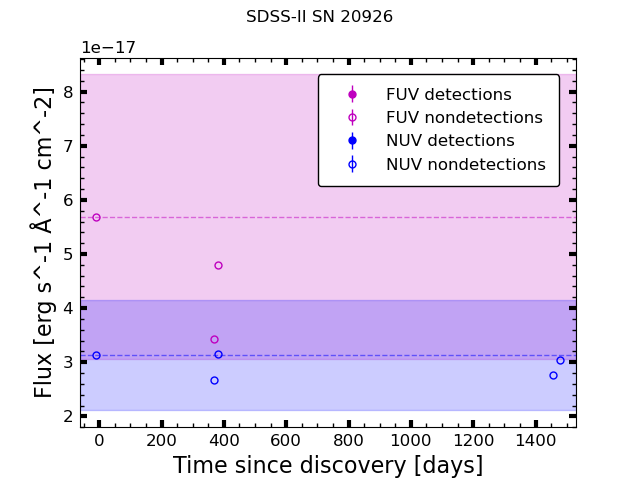 SDSS-II SN 20926
1e−17
FUV detections
FUV nondetections
NUV detections
NUV nondetections
8
7
6
5
4
3
2
Flux [erg s^-1 Å^-1 cm^-2]
0 200 400 600 800 1000 1200 1400
Time since discovery [days]